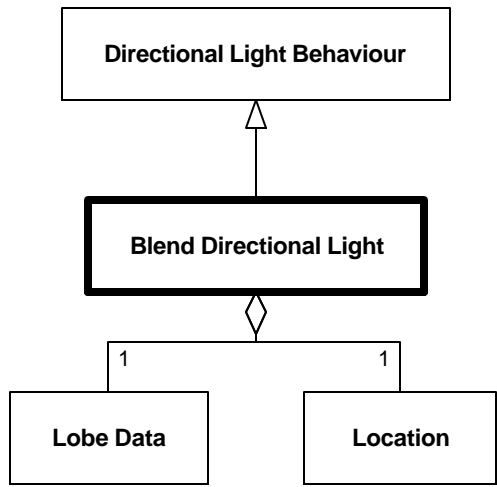 Directional Light Behaviour
Blend Directional Light
1 1
Lobe Data Location